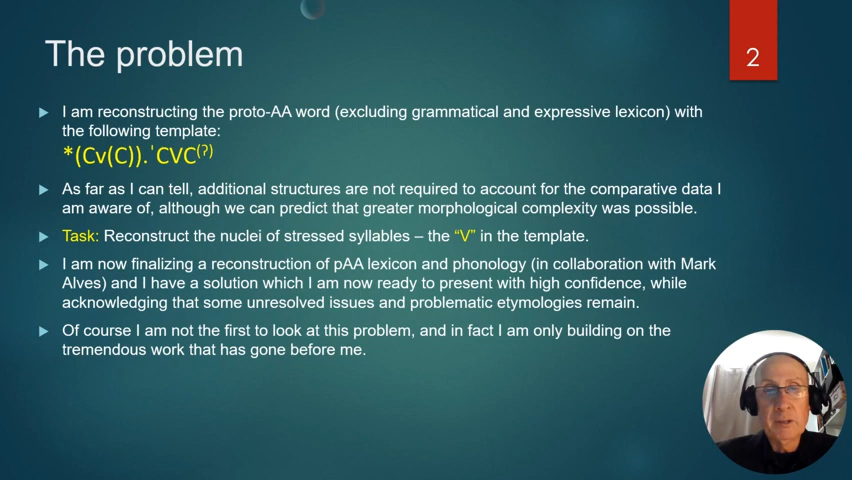 The problem
2
I am reconstructing the proto-AA word (excluding grammatical and expressive lexicon) with
the following template:
*(Cv(C)).ˈCVC⁽ˀ⁾
As far as I can tell, additional structures are not required to account for the comparative data I
am aware of, although we can predict that greater morphological complexity was possible.
Task: Reconstruct the nuclei of stressed syllables – the “V” in the template.
I am now finalizing a reconstruction of pAA lexicon and phonology (in collaboration with Mark
Alves) and I have a solution which I am now ready to present with high confidence, while
acknowledging that some unresolved issues and problematic etymologies remain.
Of course I am not the first to look at this problem, and in fact I am only building on the
tremendous work that has gone before me.